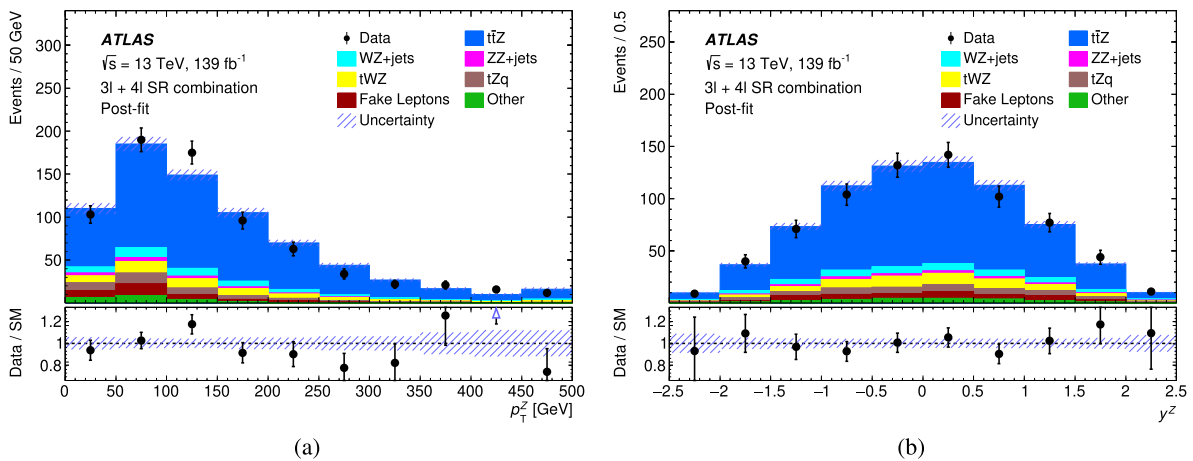 Events / 50 GeV
300
250
200
150
100
50
ATLAS
√s = 13 TeV, 139 fb⁻¹
3l + 4l SR combination
Post-fit
Data
tt̄Z
WZ+jets
ZZ+jets
tWZ
tZq
Fake Leptons
Other
Uncertainty
Data / SM
1.2
1
0.8
0 50 100 150 200 250 300 350 400 450 500
p_T^Z [GeV]
(a)
Events / 0.5
250
200
150
100
50
ATLAS
√s = 13 TeV, 139 fb⁻¹
3l + 4l SR combination
Post-fit
Data
tt̄Z
WZ+jets
ZZ+jets
tWZ
tZq
Fake Leptons
Other
Uncertainty
Data / SM
1.2
1
0.8
−2.5 −2 −1.5 −1 −0.5 0 0.5 1 1.5 2 2.5
y^Z
(b)